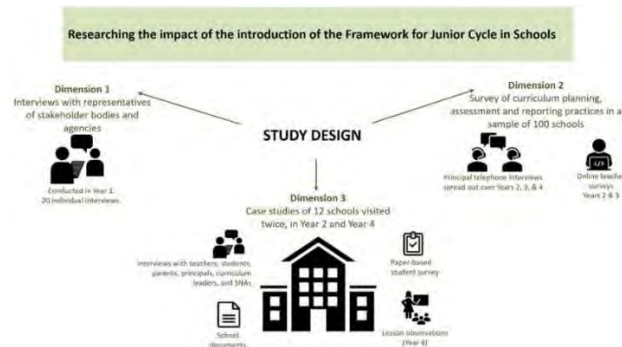 Researching the impact of the introduction of the Framework for Junior Cycle in Schools
Dimension 1
Interviews with representatives
of stakeholder bodies and
agencies
Conducted in Year 1
20 individual interviews
STUDY DESIGN
Dimension 2
Survey of curriculum planning,
assessment and reporting practices in a
sample of 100 schools
Principal telephone interviews
spread out over Years 2, 3, & 4
Online
surveys
Years 2 &
Dimension 3
Case studies of 12 schools visited
twice, in Year 2 and Year 4
Interviews with teachers, students,
parents, principals, curriculum
leaders, and SNAs
Paper-based
student survey
School
documents
Lesson observations
(Year 4)